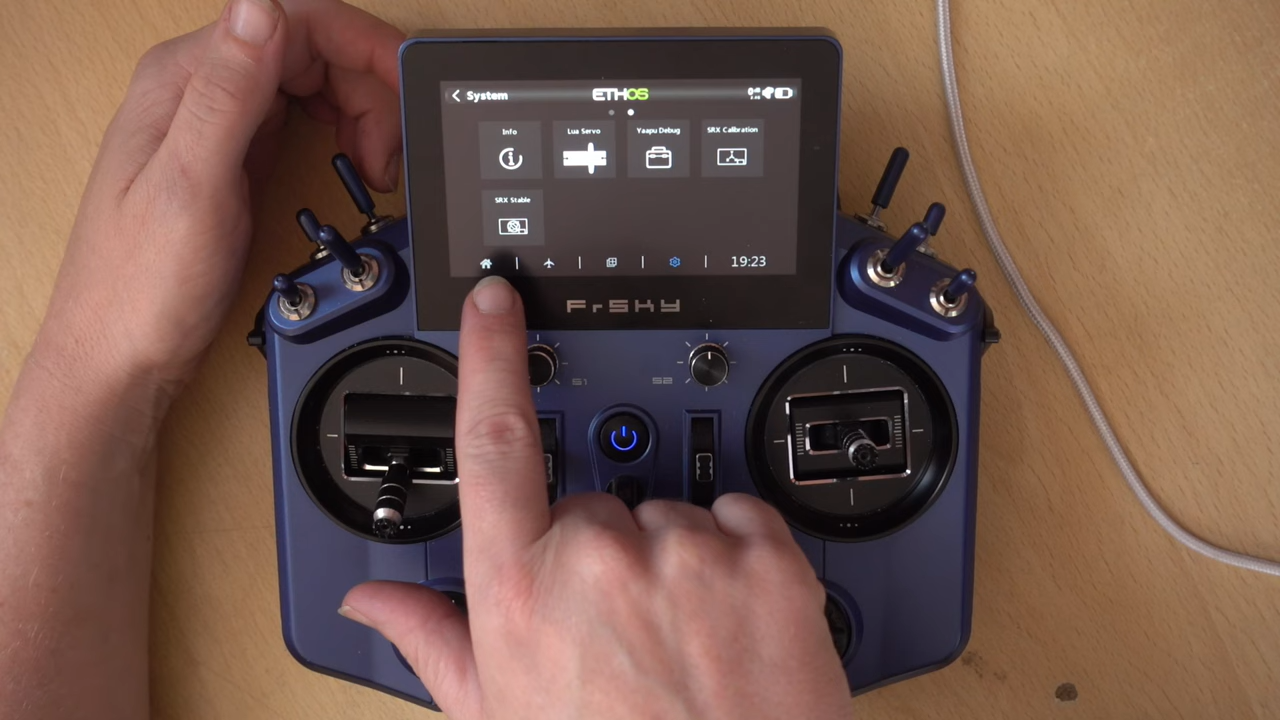 System
ETHOS
Info
Lua Servo
Yaapu Debug
SRX Calibration
SRX Stable
19:23
FrSKY
S1
S2